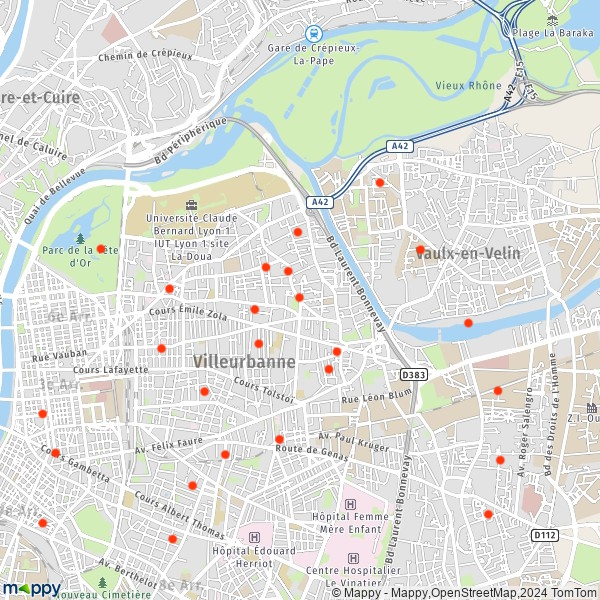 Plage La Baraka
Chemin de Crépieux
Gare de Crépieux-
La-Pape
A42
E15
E15
Vieux Rhône
re-et-Cuire
Bd Périphérique
A42
Quai de Bellevue
A42
Université Claude
Bernard Lyon 1
IUT Lyon 1 site
La Doua
Parc de la Tête
d'Or
Vaulx-en-Velin
Bd Laurent-Bonnevay
6e Arr.
Cours Émile Zola
Rue Vauban
Cours Lafayette
Villeurbanne
3e Arr.
Cours Tolstoï
Rue Léon Blum
D383
Av. Roger Salengro
Bd des Droits de l'Homme
Z.I. Ou
Av. Félix Faure
Av. Paul Kruger
Route de Genas
Cours Gambetta
Cours Albert Thomas
Bd Laurent-Bonnevay
Hôpital Femme
Mère Enfant
D112
Hôpital Édouard
Herriot
Av. Berthelot
8e Arr.
Centre Hospitalier
Le Vinatier
Nouveau Cimetière
mappy
© Mappy - Mappy,OpenStreetMap,2024 TomTom